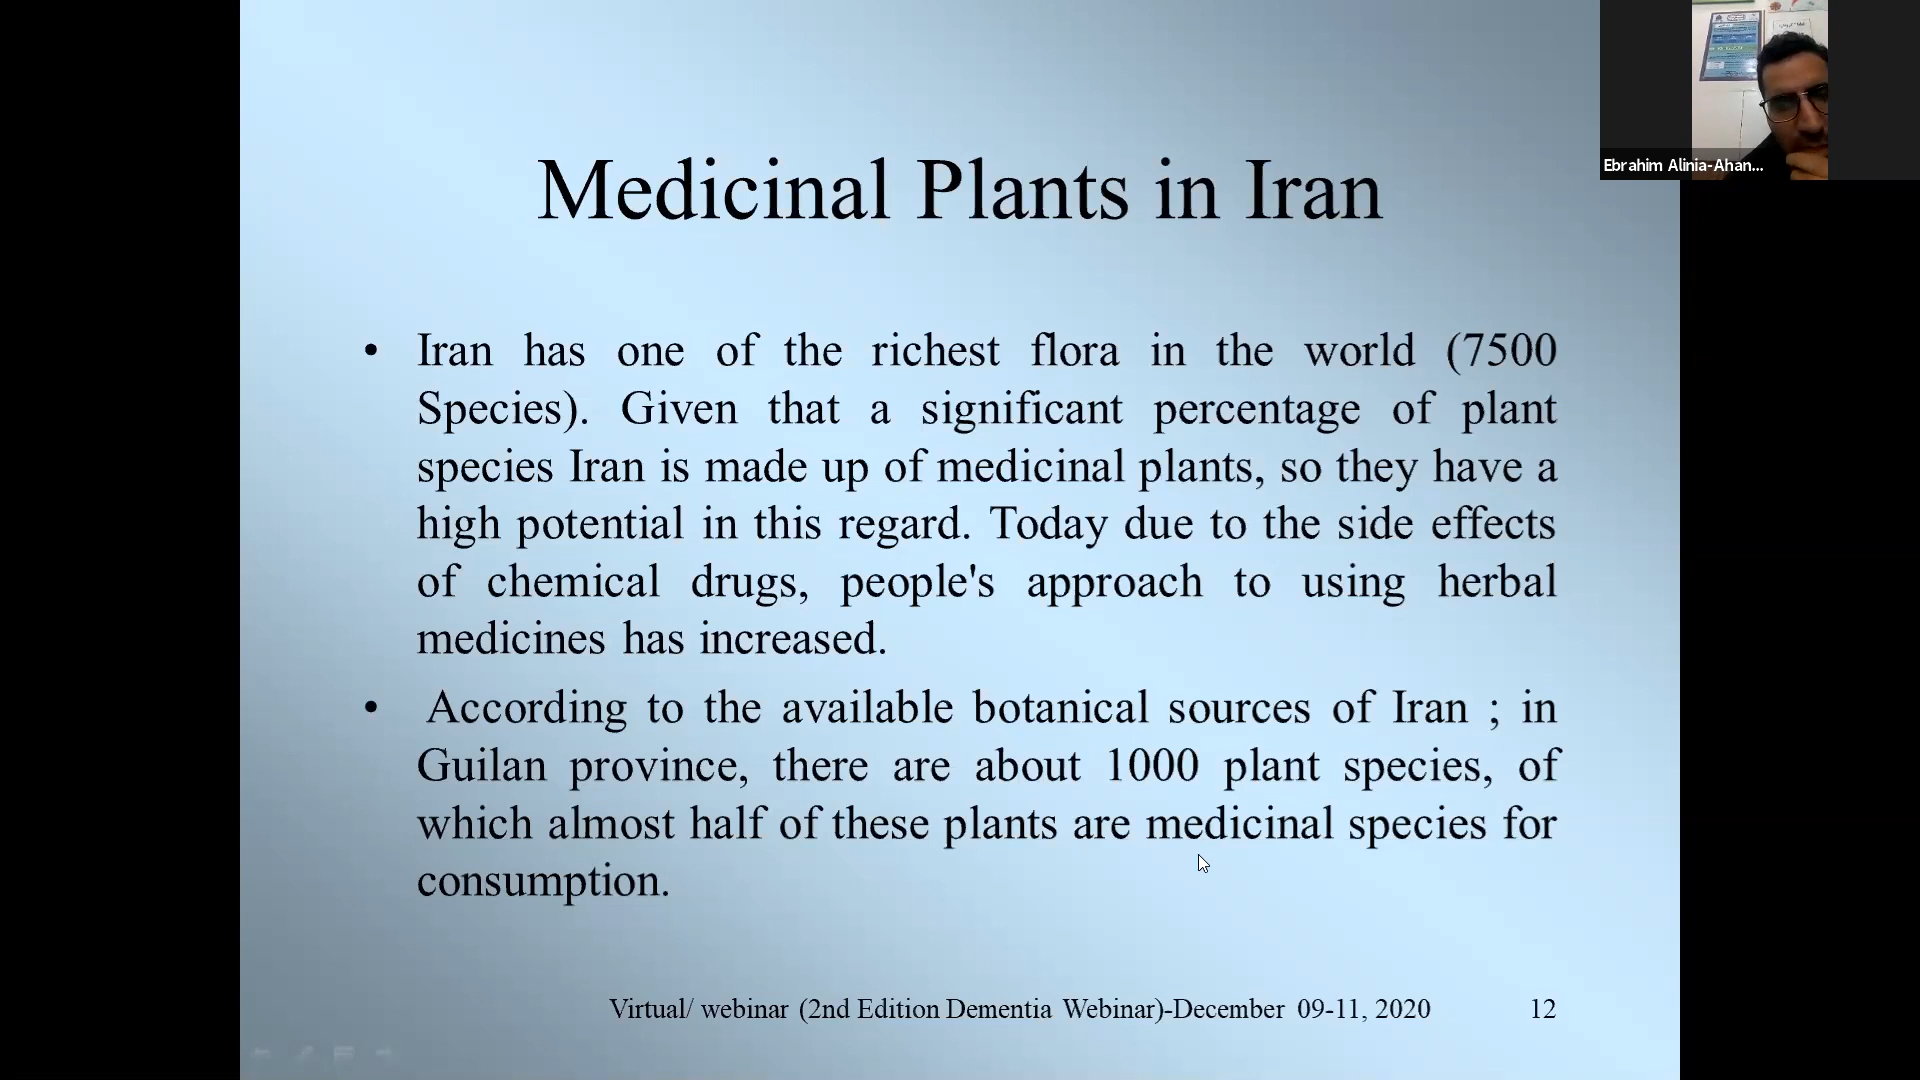 Medicinal Plants in Iran
• Iran has one of the richest flora in the world (7500
Species). Given that a significant percentage of plant
species Iran is made up of medicinal plants, so they have a
high potential in this regard. Today due to the side effects
of chemical drugs, people's approach to using herbal
medicines has increased.
• According to the available botanical sources of Iran ; in
Guilan province, there are about 1000 plant species, of
which almost half of these plants are medicinal species for
consumption.
Virtual/ webinar (2nd Edition Dementia Webinar)-December 09-11, 2020 12
Ebrahim Alinia-Ahan...